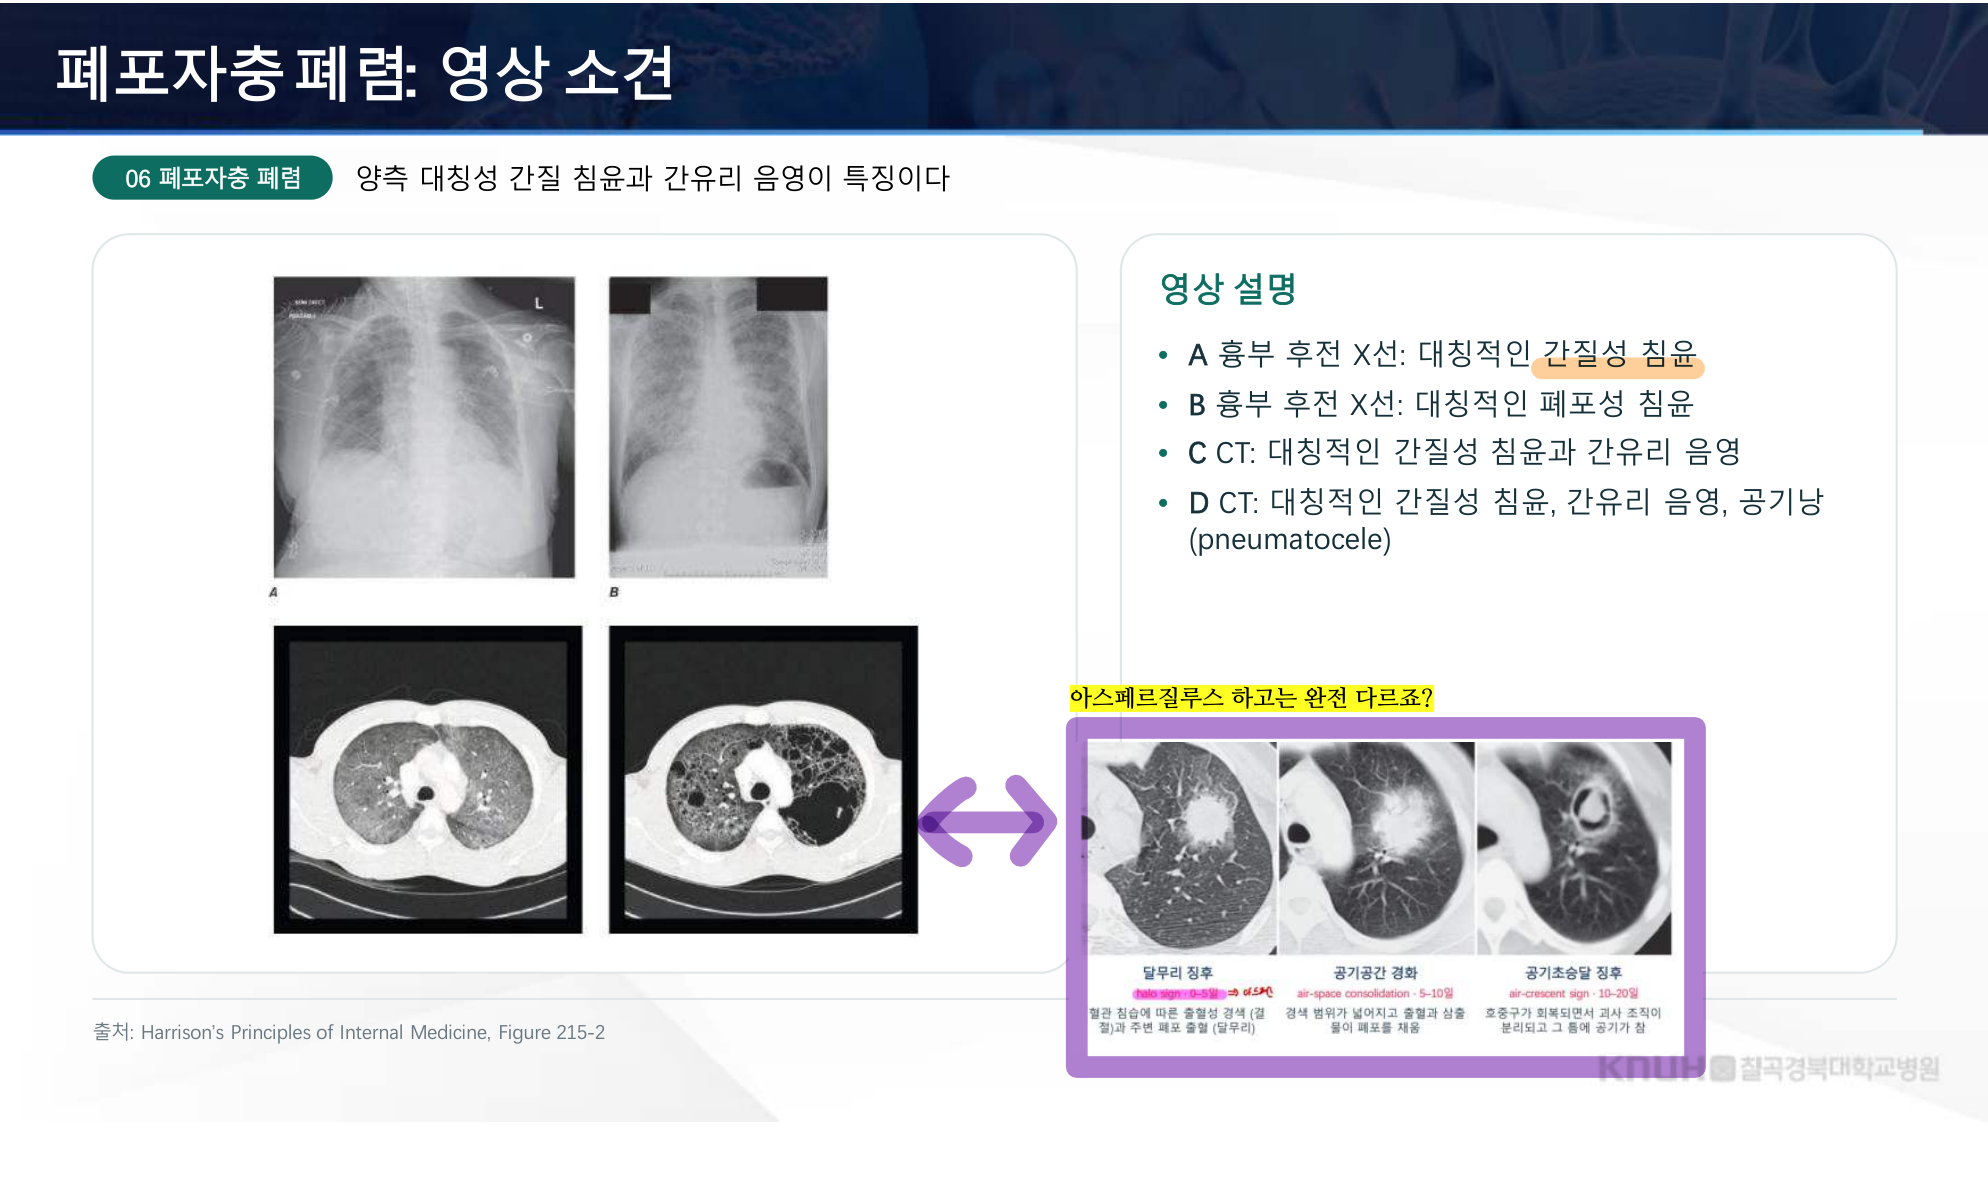 폐포자충 폐렴: 영상 소견
06 폐포자충 폐렴
양측 대칭성 간질 침윤과 간유리 음영이 특징이다
L
A
B
영상 설명
• A 흉부 후전 X선: 대칭적인 간질성 침윤
• B 흉부 후전 X선: 대칭적인 폐포성 침윤
• C CT: 대칭적인 간질성 침윤과 간유리 음영
• D CT: 대칭적인 간질성 침윤, 간유리 음영, 공기낭
(pneumatocele)
아스페르질루스 하고는 완전 다르죠?
달무리 징후
halo sign · 0–5일 ⇒
혈관 침습에 따른 출혈성 경색 (결
절)과 주변 폐포 출혈 (달무리)
공기공간 경화
air-space consolidation · 5–10일
경색 범위가 넓어지고 출혈과 삼출
물이 폐포를 채움
공기초승달 징후
air-crescent sign · 10–20일
호중구가 회복되면서 괴사 조직이
분리되고 그 틈에 공기가 참
출처: Harrison's Principles of Internal Medicine, Figure 215-2
KNUH 칠곡경북대학교병원